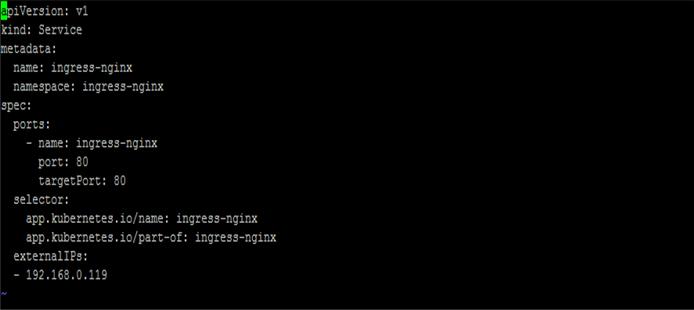 apiVersion: v1
kind: Service
metadata:
  name: ingress-nginx
  namespace: ingress-nginx
spec:
  ports:
    - name: ingress-nginx
      port: 80
      targetPort: 80
  selector:
    app.kubernetes.io/name: ingress-nginx
    app.kubernetes.io/part-of: ingress-nginx
  externalIPs:
  - 192.168.0.119
~